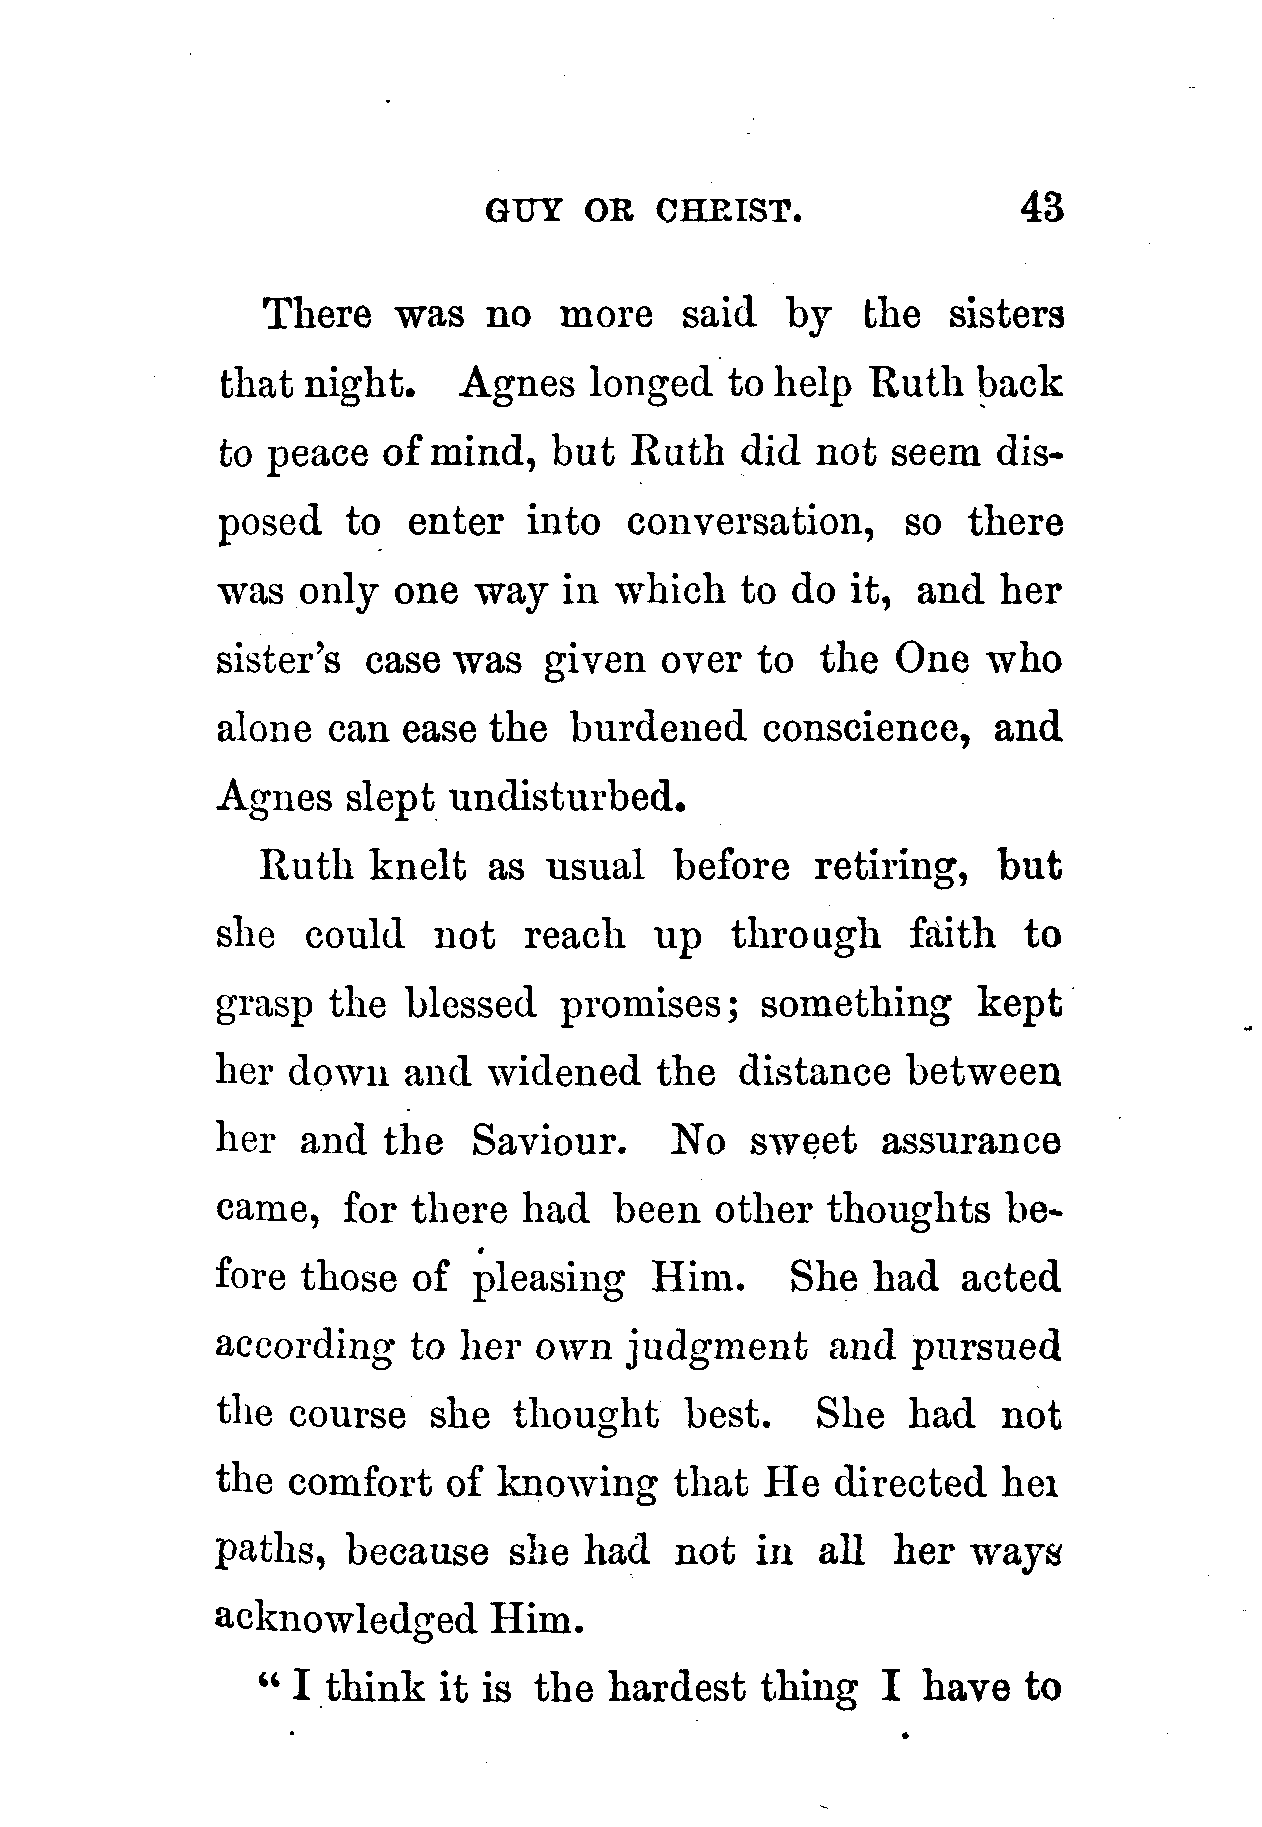 GUY OR CHRIST. 43
There was no more said by the sisters
that night. Agnes longed to help Ruth back
to peace of mind, but Ruth did not seem dis-
posed to enter into conversation, so there
was only one way in which to do it, and her
sister's case was given over to the One who
alone can ease the burdened conscience, and
Agnes slept undisturbed.
Ruth knelt as usual before retiring, but
she could not reach up through faith to
grasp the blessed promises; something kept
her down and widened the distance between
her and the Saviour. No sweet assurance
came, for there had been other thoughts be-
fore those of pleasing Him. She had acted
according to her own judgment and pursued
the course she thought best. She had not
the comfort of knowing that He directed her
paths, because she had not in all her ways
acknowledged Him.
" I think it is the hardest thing I have to